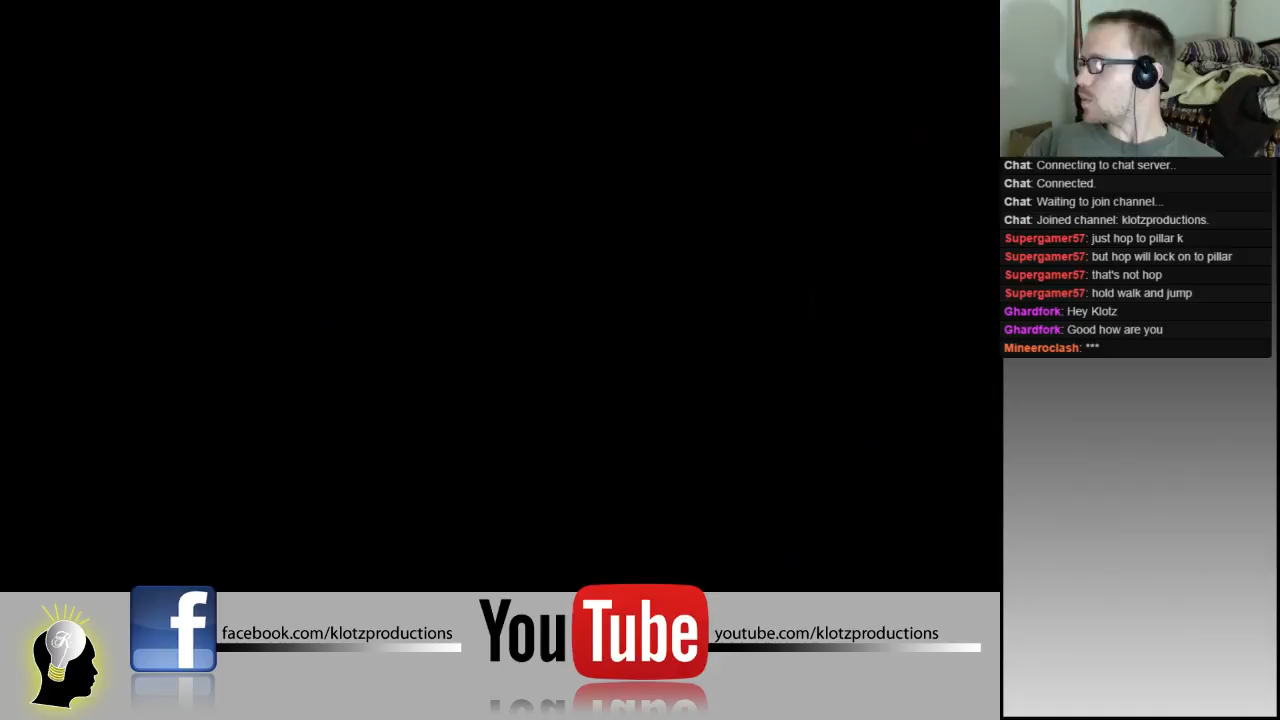 Chat: Connecting to chat server..
Chat: Connected.
Chat: Waiting to join channel...
Chat: Joined channel: klotzproductions.
Supergamer57: just hop to pillar k
Supergamer57: but hop will lock on to pillar
Supergamer57: that's not hop
Supergamer57: hold walk and jump
Ghardfork: Hey Klotz
Ghardfork: Good how are you
Mineeroclash: ***
K
f
facebook.com/klotzproductions
YouTube
youtube.com/klotzproductions